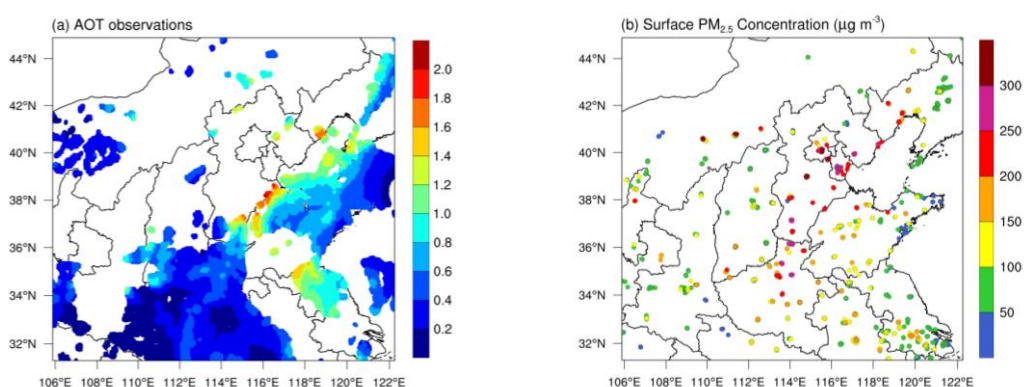 (a) AOT observations
44°N
42°N
40°N
38°N
36°N
34°N
32°N
106°E 108°E 110°E 112°E 114°E 116°E 118°E 120°E 122°E
2.0
1.8
1.6
1.4
1.2
1.0
0.8
0.6
0.4
0.2
(b) Surface PM2.5 Concentration (µg m-3)
44°N
42°N
40°N
38°N
36°N
34°N
32°N
106°E 108°E 110°E 112°E 114°E 116°E 118°E 120°E 122°E
300
250
200
150
100
50